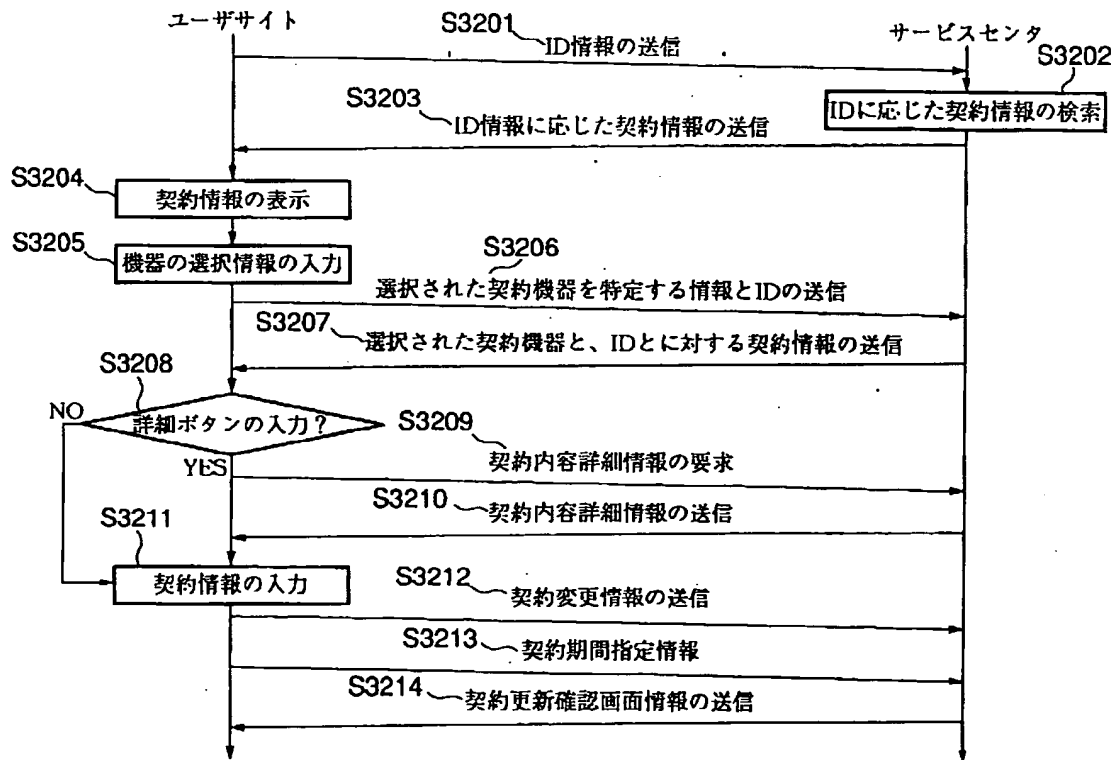 ユーザサイト
サービスセンタ
S3201
ID情報の送信
S3202
IDに応じた契約情報の検索
S3203
ID情報に応じた契約情報の送信
S3204
契約情報の表示
S3205
機器の選択情報の入力
S3206
選択された契約機器を特定する情報とIDの送信
S3207
選択された契約機器と、IDとに対する契約情報の送信
S3208
詳細ボタンの入力?
NO
YES
S3209
契約内容詳細情報の要求
S3210
契約内容詳細情報の送信
S3211
契約情報の入力
S3212
契約変更情報の送信
S3213
契約期間指定情報
S3214
契約更新確認画面情報の送信